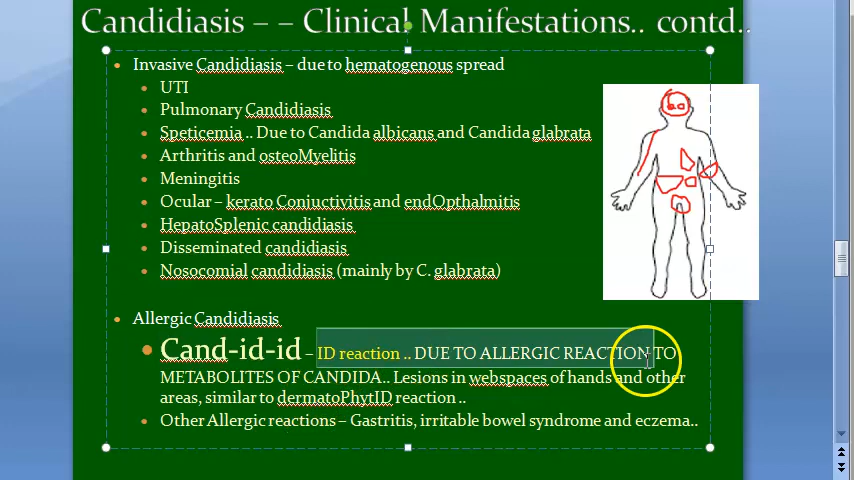 Candidiasis – – Clinical Manifestations.. contd..
Invasive Candidiasis – due to hematogenous spread
UTI
Pulmonary Candidiasis
Speticemia .. Due to Candida albicans and Candida glabrata
Arthritis and osteoMyelitis
Meningitis
Ocular – kerato Coniuctivitis and endOpthalmitis
HepatoSplenic candidiasis
Disseminated candidiasis
Nosocomial candidiasis (mainly by C. glabrata)
Allergic Candidiasis
Cand-id-id – ID reaction .. DUE TO ALLERGIC REACTION TO
METABOLITES OF CANDIDA.. Lesions in webspaces of hands and other
areas, similar to dermatoPhytID reaction ..
Other Allergic reactions – Gastritis, irritable bowel syndrome and eczema..